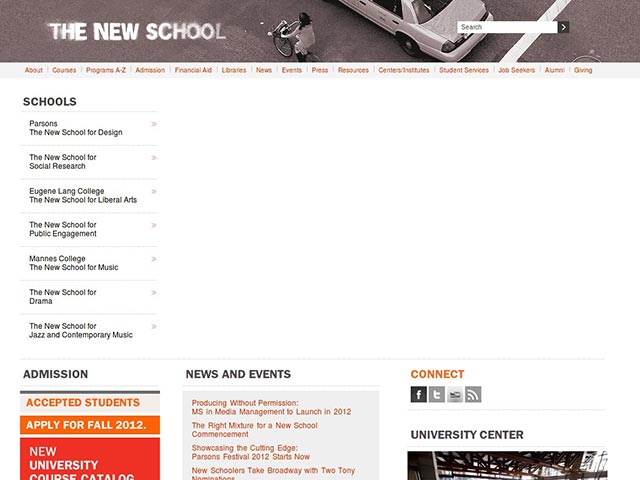 THE NEW SCHOOL
Search
About Courses Programs A-Z Admission Financial Aid Libraries News Events Press Resources Centers/Institutes Student Services Job Seekers Alumni Giving
SCHOOLS
Parsons
The New School for Design
The New School for
Social Research
Eugene Lang College
The New School for Liberal Arts
The New School for
Public Engagement
Mannes College
The New School for Music
The New School for
Drama
The New School for
Jazz and Contemporary Music
ADMISSION
ACCEPTED STUDENTS
APPLY FOR FALL 2012.
NEW
UNIVERSITY
COURSE CATALOG
NEWS AND EVENTS
Producing Without Permission:
MS in Media Management to Launch in 2012
The Right Mixture for a New School
Commencement
Showcasing the Cutting Edge:
Parsons Festival 2012 Starts Now
New Schoolers Take Broadway with Two Tony
Nominations
CONNECT
UNIVERSITY CENTER